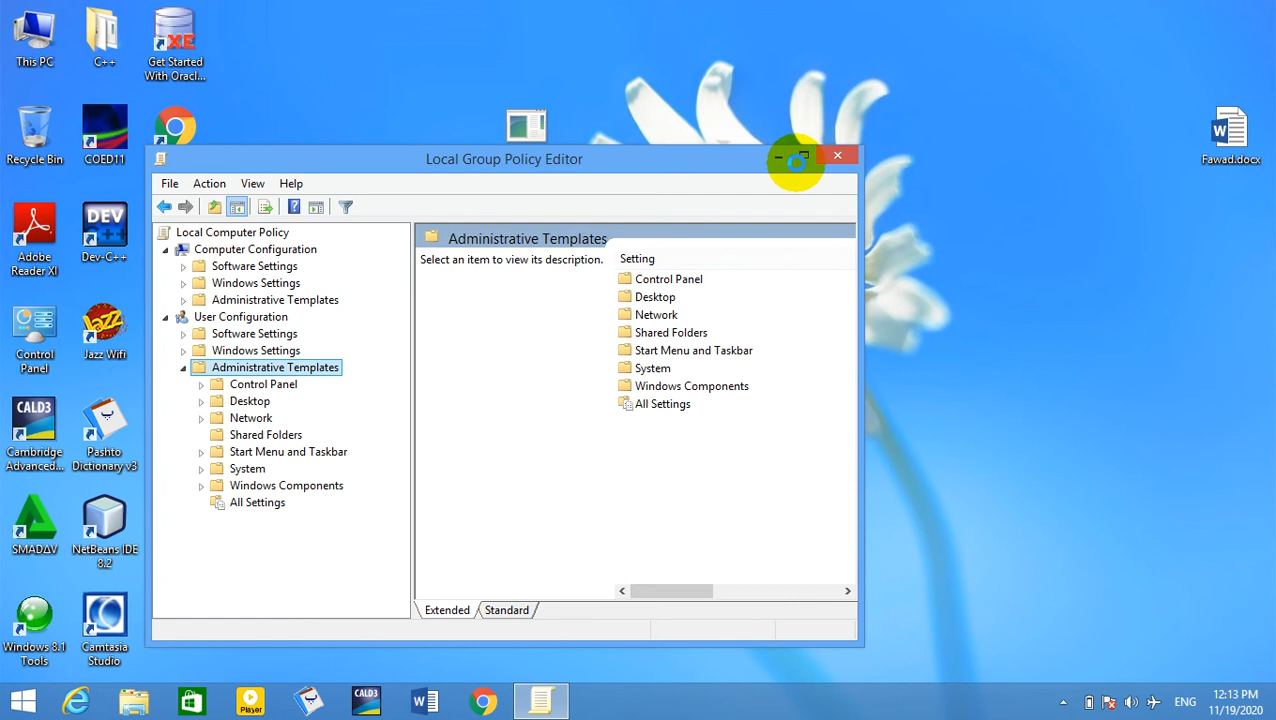 This PC
C++
Get Started
With Oracl...
XE
Recycle Bin
COED11
Fawad.docx
Adobe
Reader XI
DEV
C++
Dev-C++
Control
Panel
Jazz
Jazz Wifi
CALD3
Cambridge
Advanced...
Pashto
Dictionary v3
SMADΔV
NetBeans IDE
8.2
Windows 8.1
Tools
Camtasia
Studio
Local Group Policy Editor
File
Action
View
Help
Local Computer Policy
Computer Configuration
Software Settings
Windows Settings
Administrative Templates
User Configuration
Software Settings
Windows Settings
Administrative Templates
Control Panel
Desktop
Network
Shared Folders
Start Menu and Taskbar
System
Windows Components
All Settings
Administrative Templates
Select an item to view its description.
Setting
Control Panel
Desktop
Network
Shared Folders
Start Menu and Taskbar
System
Windows Components
All Settings
Extended
Standard
Player
CALD3
ENG
12:13 PM
11/19/2020